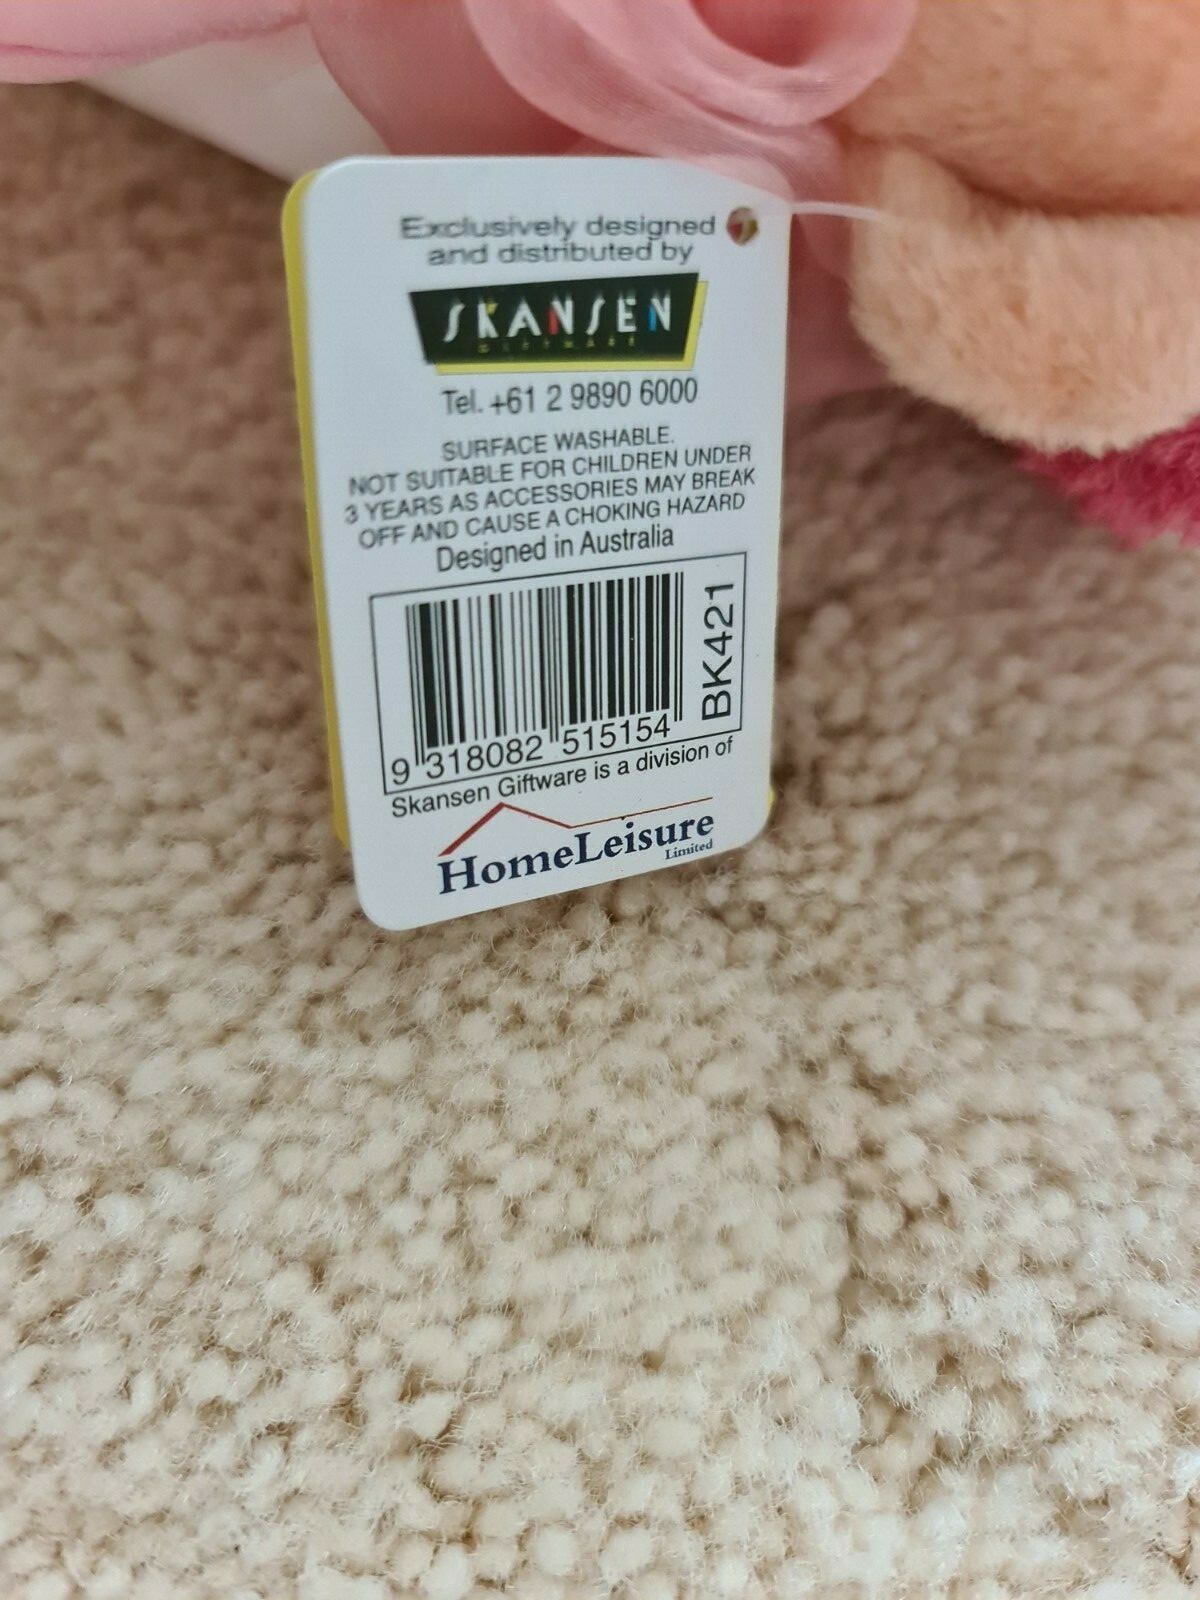 Exclusively designed
and distributed by
SKANSEN
GIFTWARE
Tel. +61 2 9890 6000
SURFACE WASHABLE.
NOT SUITABLE FOR CHILDREN UNDER
3 YEARS AS ACCESSORIES MAY BREAK
OFF AND CAUSE A CHOKING HAZARD
Designed in Australia
BK421
9 318082 515154
Skansen Giftware is a division of
HomeLeisure
Limited